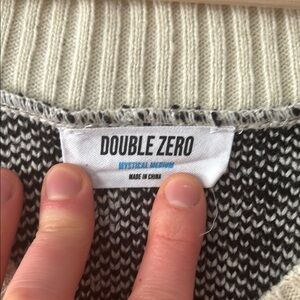 DOUBLE ZERO
MYSTICAL MEDIUM
MADE IN CHINA